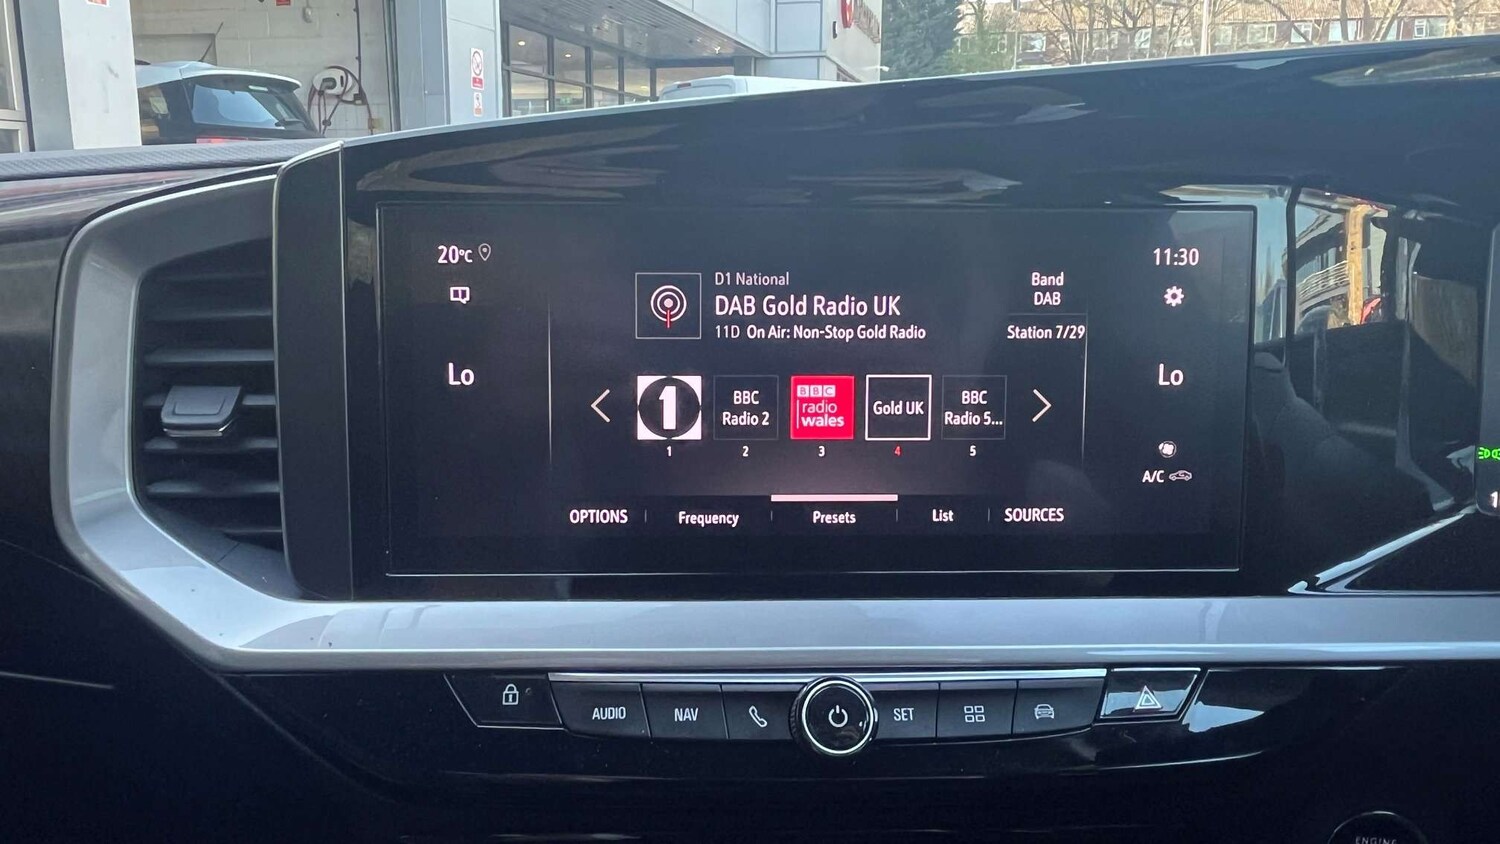 20°C
11:30
D1 National
DAB Gold Radio UK
11D On Air: Non-Stop Gold Radio
Band
DAB
Station 7/29
Lo
Lo
1
BBC
Radio 2
BBC
radio
wales
Gold UK
BBC
Radio 5...
1
2
3
4
5
A/C
OPTIONS
Frequency
Presets
List
SOURCES
AUDIO
NAV
SET
ENGINE